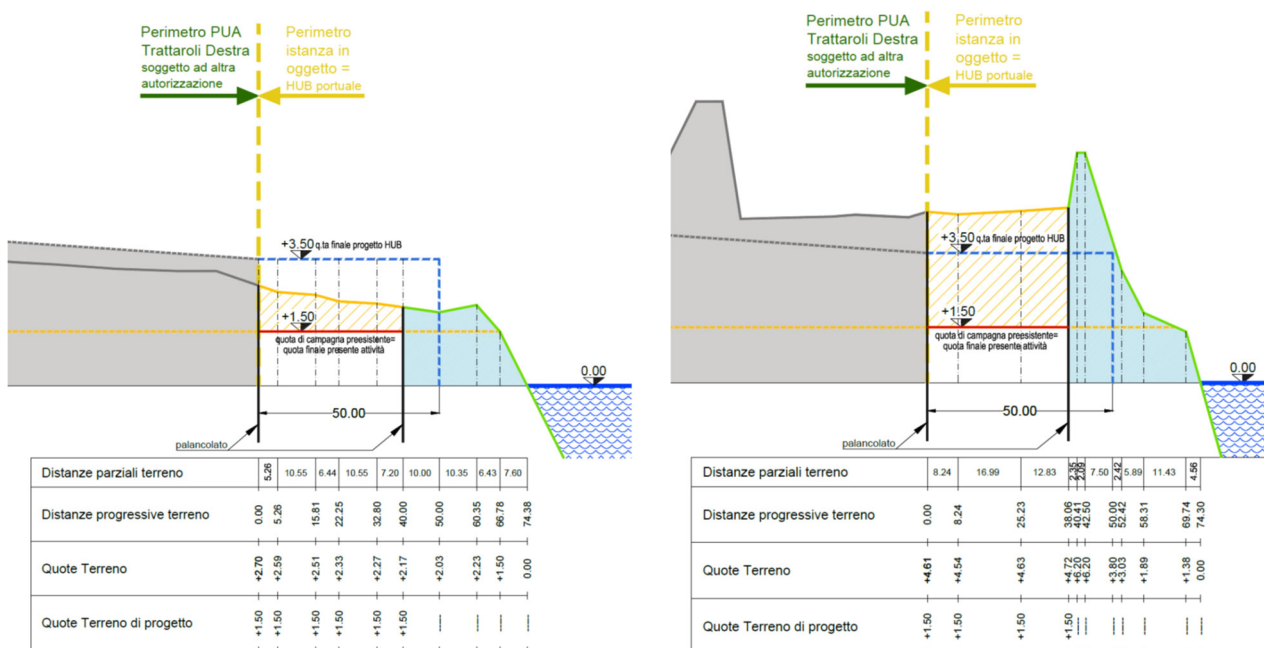 Perimetro PUA
Trattaroli Destra
soggetto ad altra
autorizzazione
Perimetro
istanza in
oggetto =
HUB portuale
+3.50 q.ta finale progetto HUB
+1.50
quota di campagna preesistente=
quota finale presente attività
0.00
50.00
palancolato
Distanze parziali terreno 5.26 10.55 6.44 10.55 7.20 10.00 10.35 6.43 7.60
Distanze progressive terreno 0.00 5.26 15.81 22.25 32.80 40.00 50.00 60.35 66.78 74.38
Quote Terreno +2.70 +2.59 +2.51 +2.33 +2.27 +2.17 +2.03 +2.23 +1.50 0.00
Quote Terreno di progetto +1.50 +1.50 +1.50 +1.50 +1.50 +1.50 ---- ---- ---- ----
Perimetro PUA
Trattaroli Destra
soggetto ad altra
autorizzazione
Perimetro
istanza in
oggetto =
HUB portuale
+3.50 q.ta finale progetto HUB
+1.50
quota di campagna preesistente=
quota finale presente attività
0.00
50.00
palancolato
Distanze parziali terreno 8.24 16.99 12.83 2.35 2.09 7.50 2.42 5.89 11.43 4.56
Distanze progressive terreno 0.00 8.24 25.23 38.06 40.41 42.50 50.00 52.42 58.31 69.74 74.30
Quote Terreno +4.61 +4.54 +4.63 +4.72 +6.20 +6.20 +3.80 +3.03 +1.89 +1.38 0.00
Quote Terreno di progetto +1.50 +1.50 +1.50 +1.50 ---- ---- ---- ---- ---- ---- ----